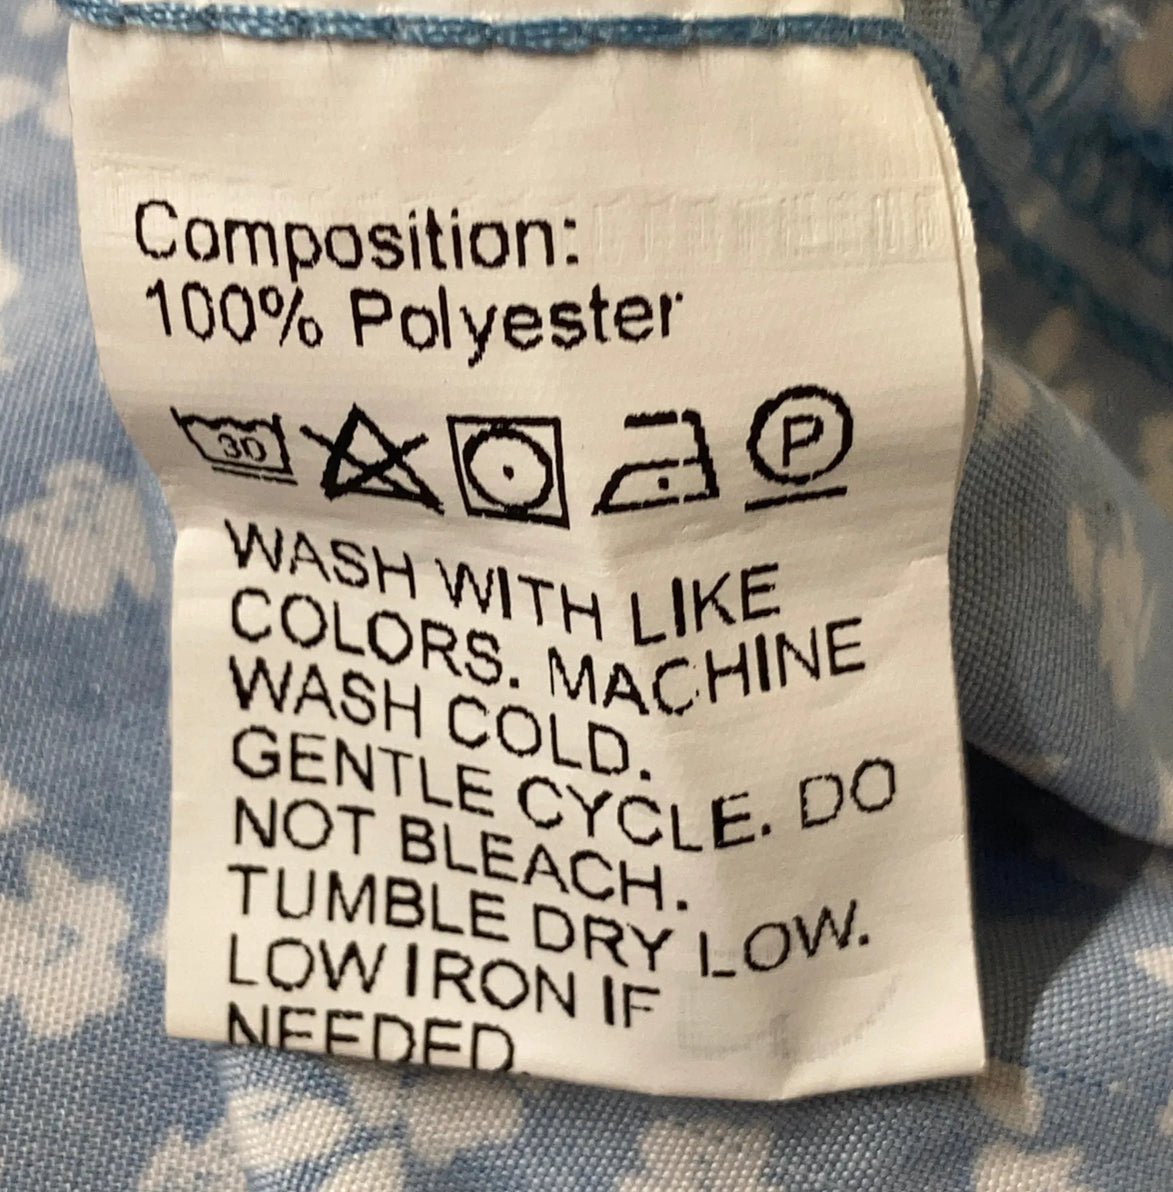 Composition:
100% Polyester
30 P
WASH WITH LIKE
COLORS. MACHINE
WASH COLD.
GENTLE CYCLE. DO
NOT BLEACH.
TUMBLE DRY LOW.
LOW IRON IF
NEEDED.